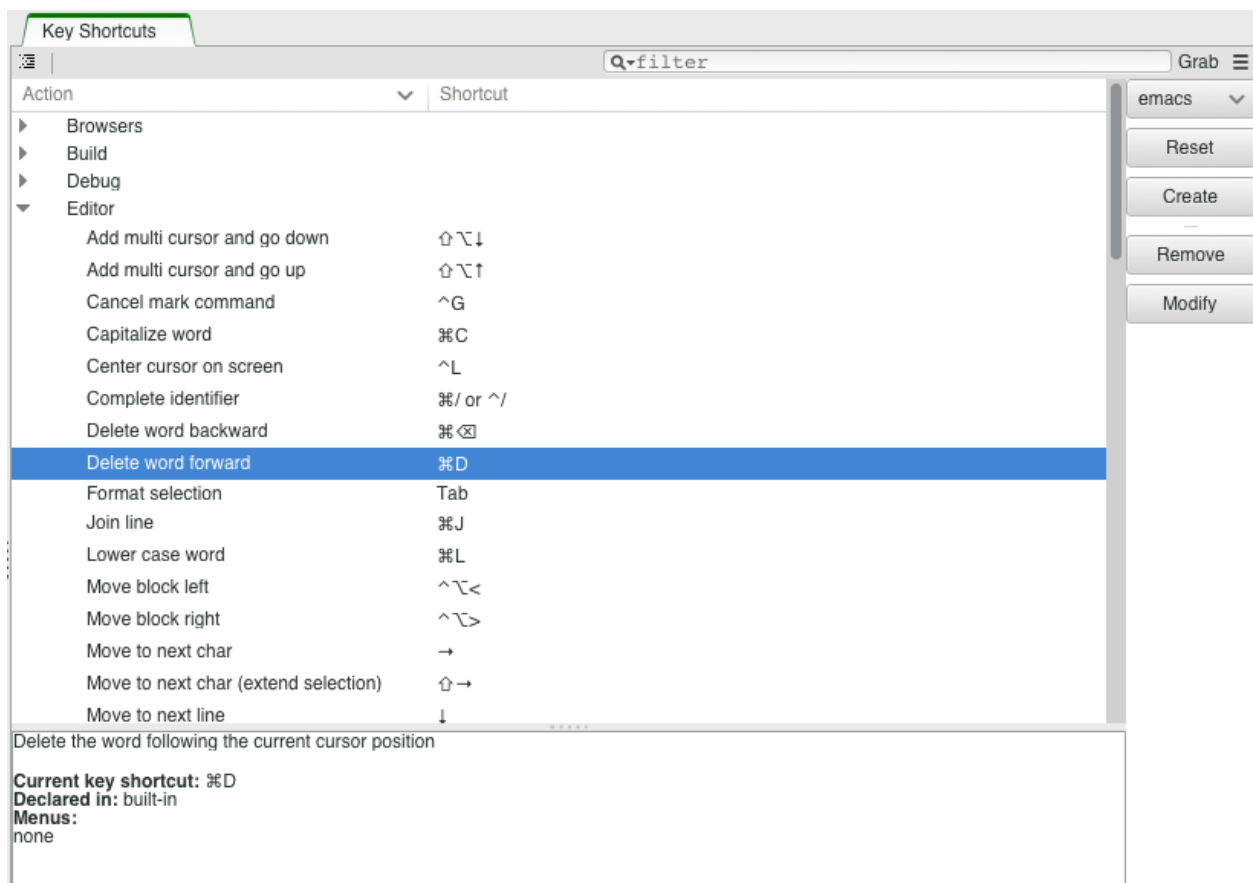 Key Shortcuts
filter Grab
Action Shortcut
emacs
Reset
Create
Remove
Modify
Browsers
Build
Debug
Editor
Add multi cursor and go down ⇧⌥↓
Add multi cursor and go up ⇧⌥↑
Cancel mark command ^G
Capitalize word ⌘C
Center cursor on screen ^L
Complete identifier ⌘/ or ^/
Delete word backward ⌘⌫
Delete word forward ⌘D
Format selection Tab
Join line ⌘J
Lower case word ⌘L
Move block left ^⌥<
Move block right ^⌥>
Move to next char →
Move to next char (extend selection) ⇧→
Move to next line ↓
Delete the word following the current cursor position
Current key shortcut: ⌘D
Declared in: built-in
Menus:
none